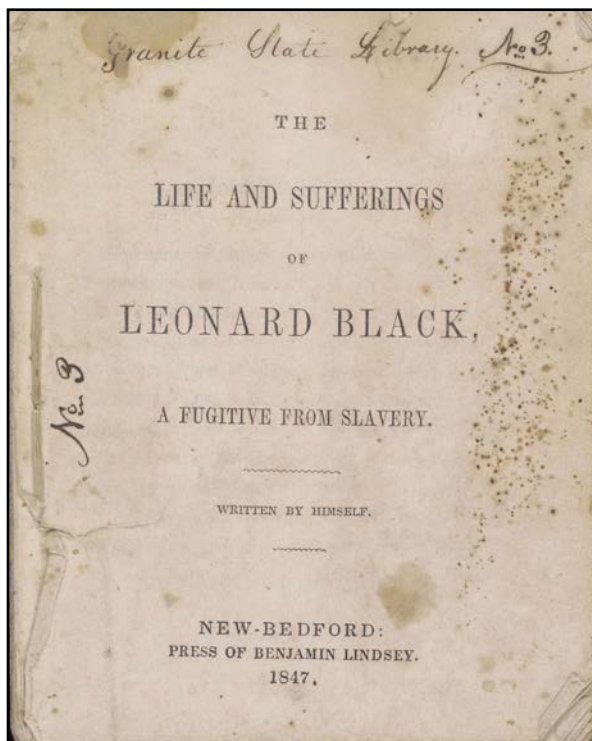 Granite State Library. No 3.
THE
LIFE AND SUFFERINGS
OF
LEONARD BLACK,
A FUGITIVE FROM SLAVERY.
WRITTEN BY HIMSELF.
No 3
NEW-BEDFORD:
PRESS OF BENJAMIN LINDSEY.
1847.